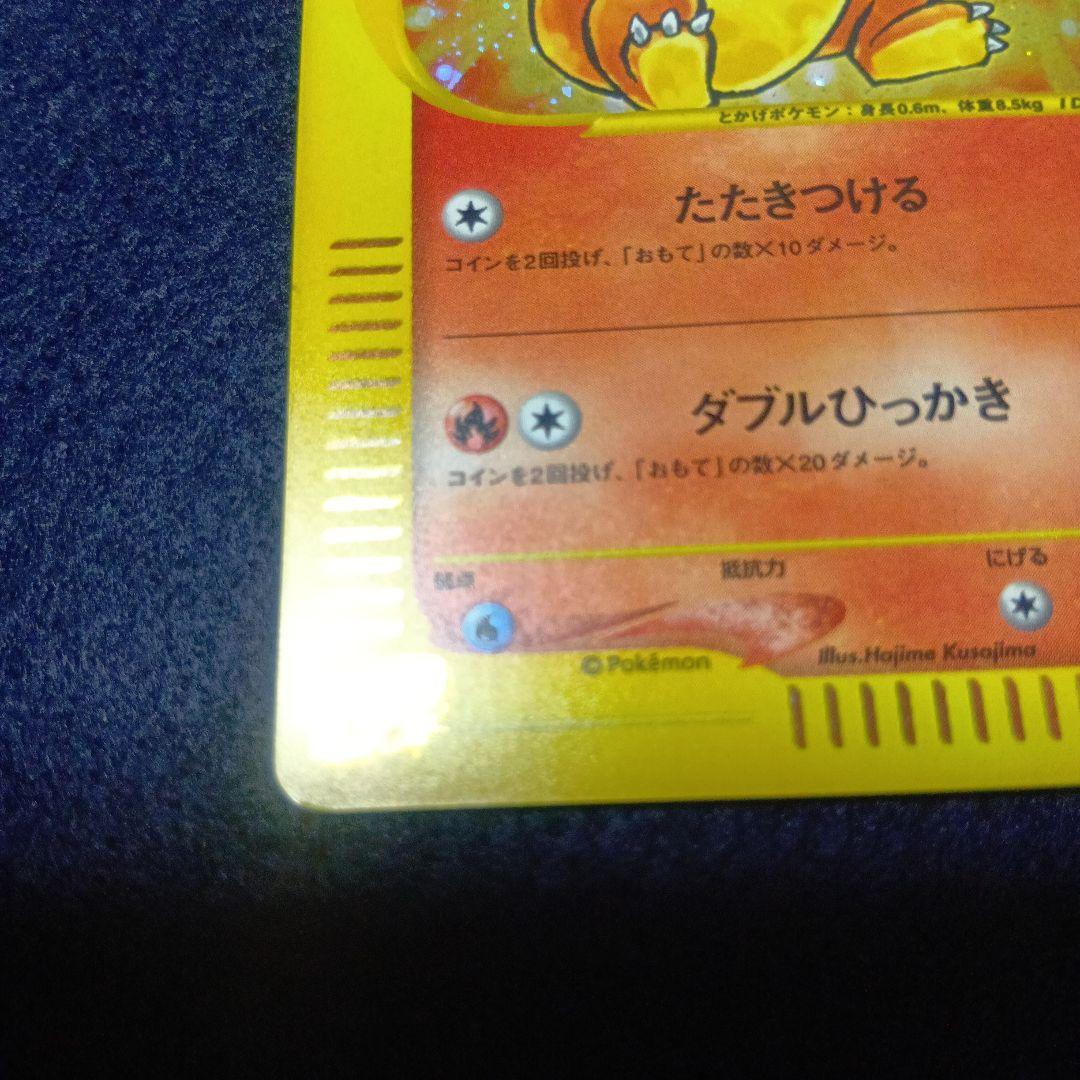 とかげポケモン：身長0.6m、体重8.5kg
たたきつける
コインを2回投げ、「おもて」の数×10ダメージ。
ダブルひっかき
コインを2回投げ、「おもて」の数×20ダメージ。
弱点 抵抗力 にげる
©Pokémon Illus.Hajime Kusajima